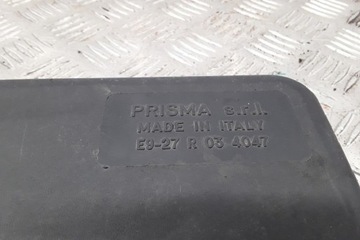 PRISMA s.r.l.
MADE IN ITALY
E9-27 R 03 4047